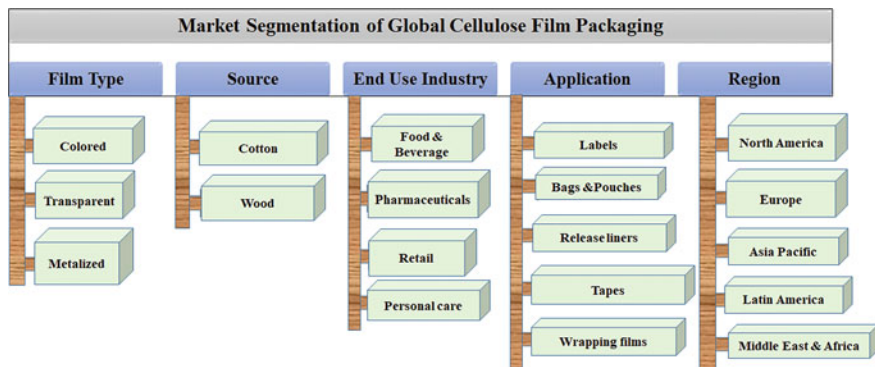 Market Segmentation of Global Cellulose Film Packaging
Film Type
Colored
Transparent
Metalized
Source
Cotton
Wood
End Use Industry
Food &
Beverage
Pharmaceuticals
Retail
Personal care
Application
Labels
Bags &Pouches
Release liners
Tapes
Wrapping films
Region
North America
Europe
Asia Pacific
Latin America
Middle East & Africa